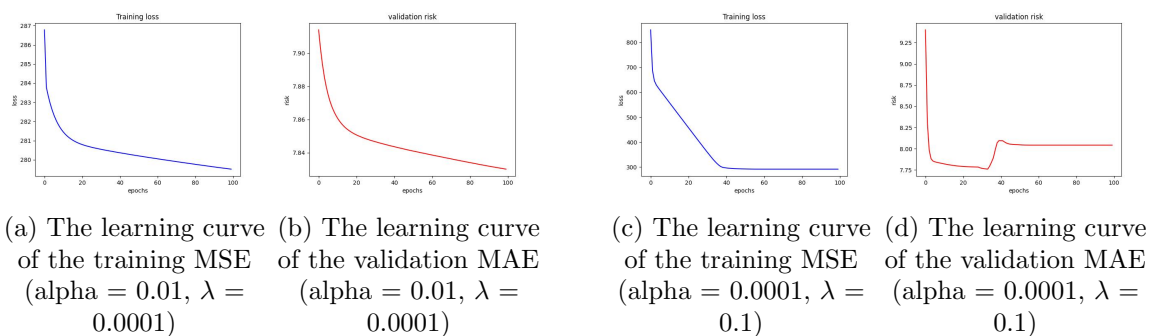 Training loss
287
286
285
284
283
282
281
280
loss
0 20 40 60 80 100
epochs
validation risk
7.90
7.88
7.86
7.84
risk
0 20 40 60 80 100
epochs
Training loss
800
700
600
500
400
300
loss
0 20 40 60 80 100
epochs
validation risk
9.25
9.00
8.75
8.50
8.25
8.00
7.75
risk
0 20 40 60 80 100
epochs
(a) The learning curve
of the training MSE
(alpha = 0.01, λ =
0.0001)
(b) The learning curve
of the validation MAE
(alpha = 0.01, λ =
0.0001)
(c) The learning curve
of the training MSE
(alpha = 0.0001, λ =
0.1)
(d) The learning curve
of the validation MAE
(alpha = 0.0001, λ =
0.1)